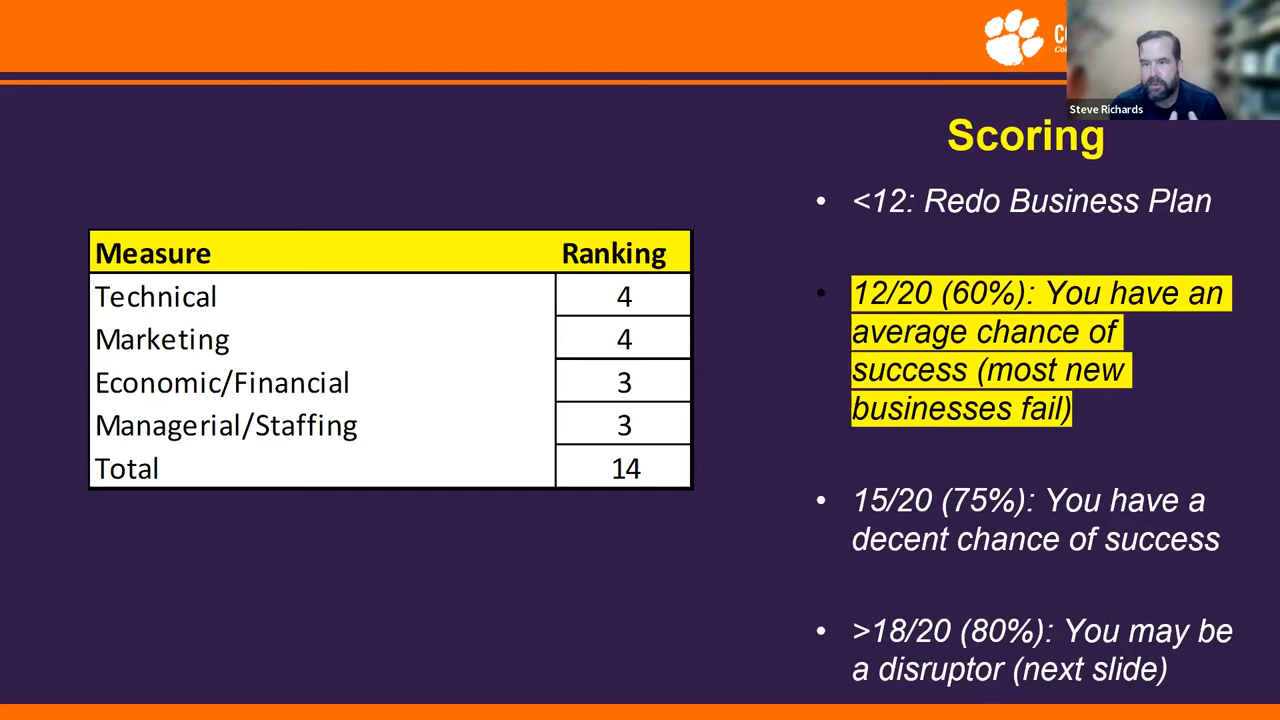 Steve Richards
Scoring
<12: Redo Business Plan
12/20 (60%): You have an
average chance of
success (most new
businesses fail)
15/20 (75%): You have a
decent chance of success
>18/20 (80%): You may be
a disruptor (next slide)
Measure Ranking
Technical 4
Marketing 4
Economic/Financial 3
Managerial/Staffing 3
Total 14